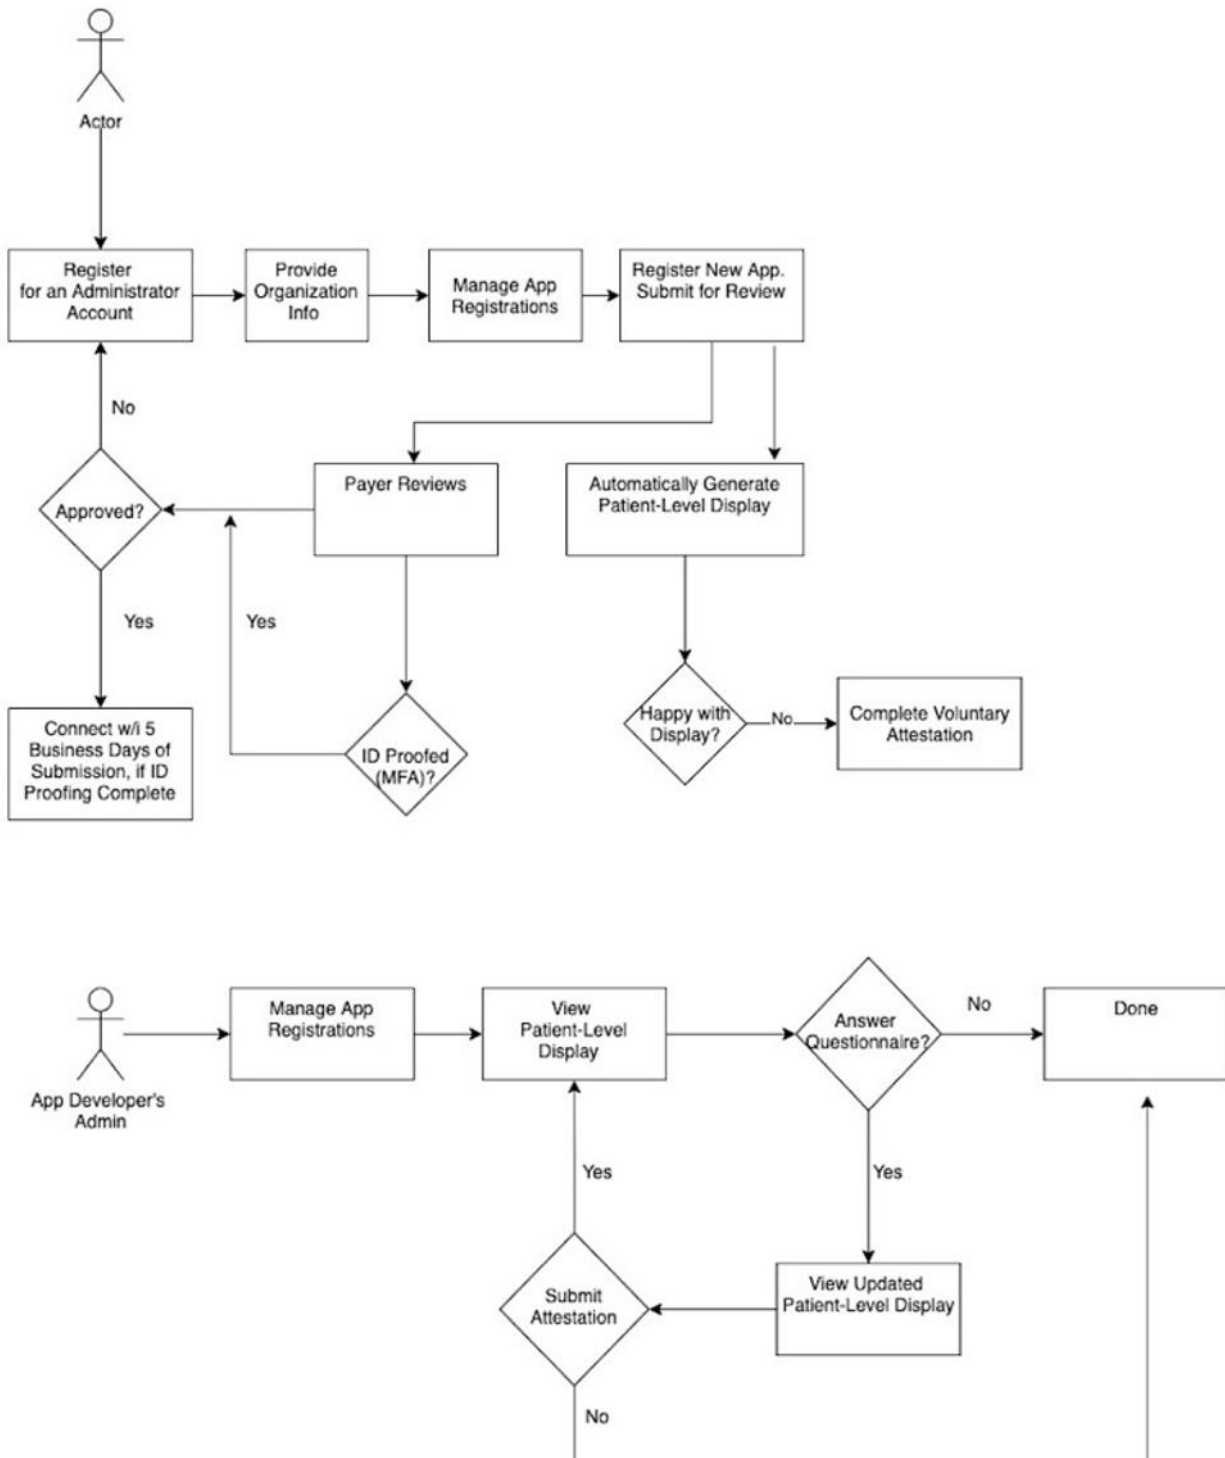 Actor
Register
for an Administrator
Account
Provide
Organization
Info
Manage App
Registrations
Register New App.
Submit for Review
No
Approved?
Payer Reviews
Automatically Generate
Patient-Level Display
Yes
Yes
Connect w/i 5
Business Days of
Submission, if ID
Proofing Complete
ID Proofed
(MFA)?
Happy with
Display?
No
Complete Voluntary
Attestation
App Developer's
Admin
Manage App
Registrations
View
Patient-Level
Display
Answer
Questionnaire?
No
Done
Yes
Yes
View Updated
Patient-Level Display
Submit
Attestation
No